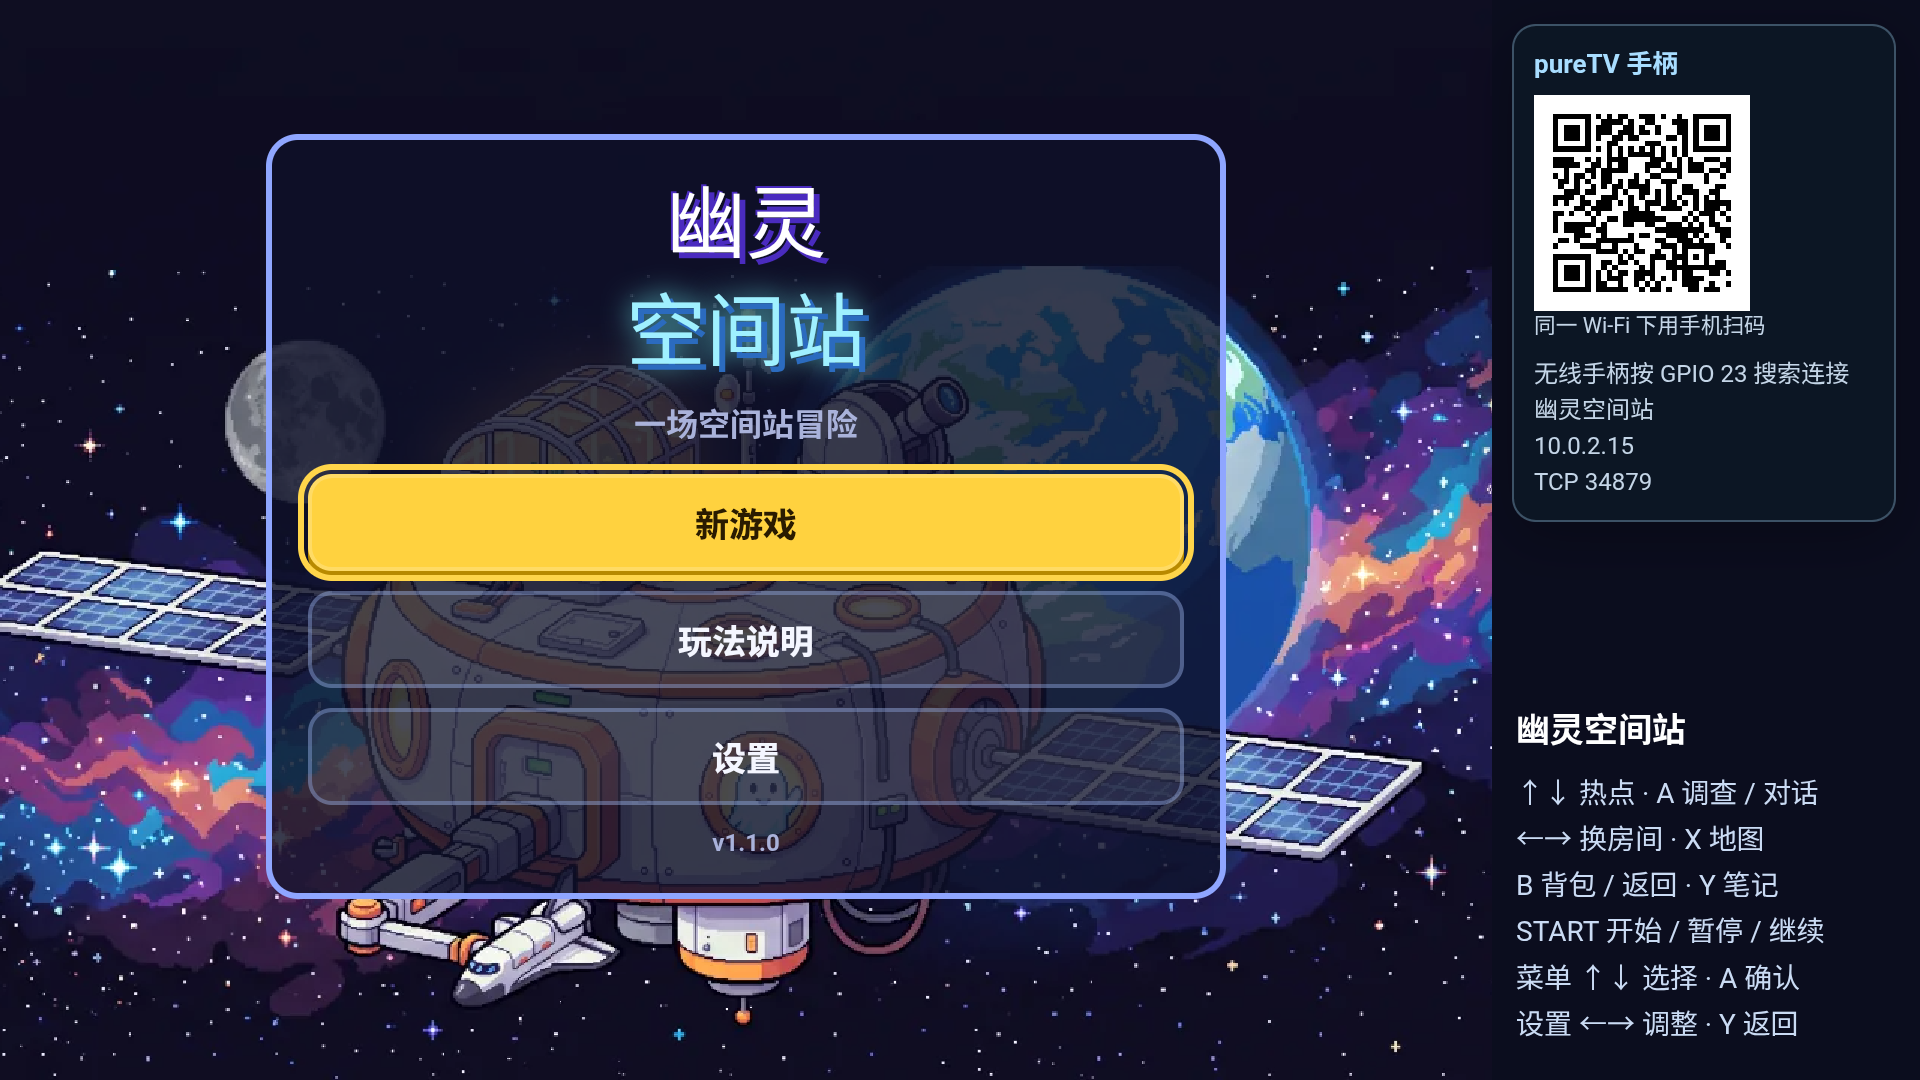 幽灵
空间站
一场空间站冒险
新游戏
玩法说明
设置
v1.1.0
pureTV 手柄
同一 Wi-Fi 下用手机扫码
无线手柄按 GPIO 23 搜索连接
幽灵空间站
10.0.2.15
TCP 34879
幽灵空间站
↑↓ 热点 · A 调查 / 对话
←→ 换房间 · X 地图
B 背包 / 返回 · Y 笔记
START 开始 / 暂停 / 继续
菜单 ↑↓ 选择 · A 确认
设置 ←→ 调整 · Y 返回